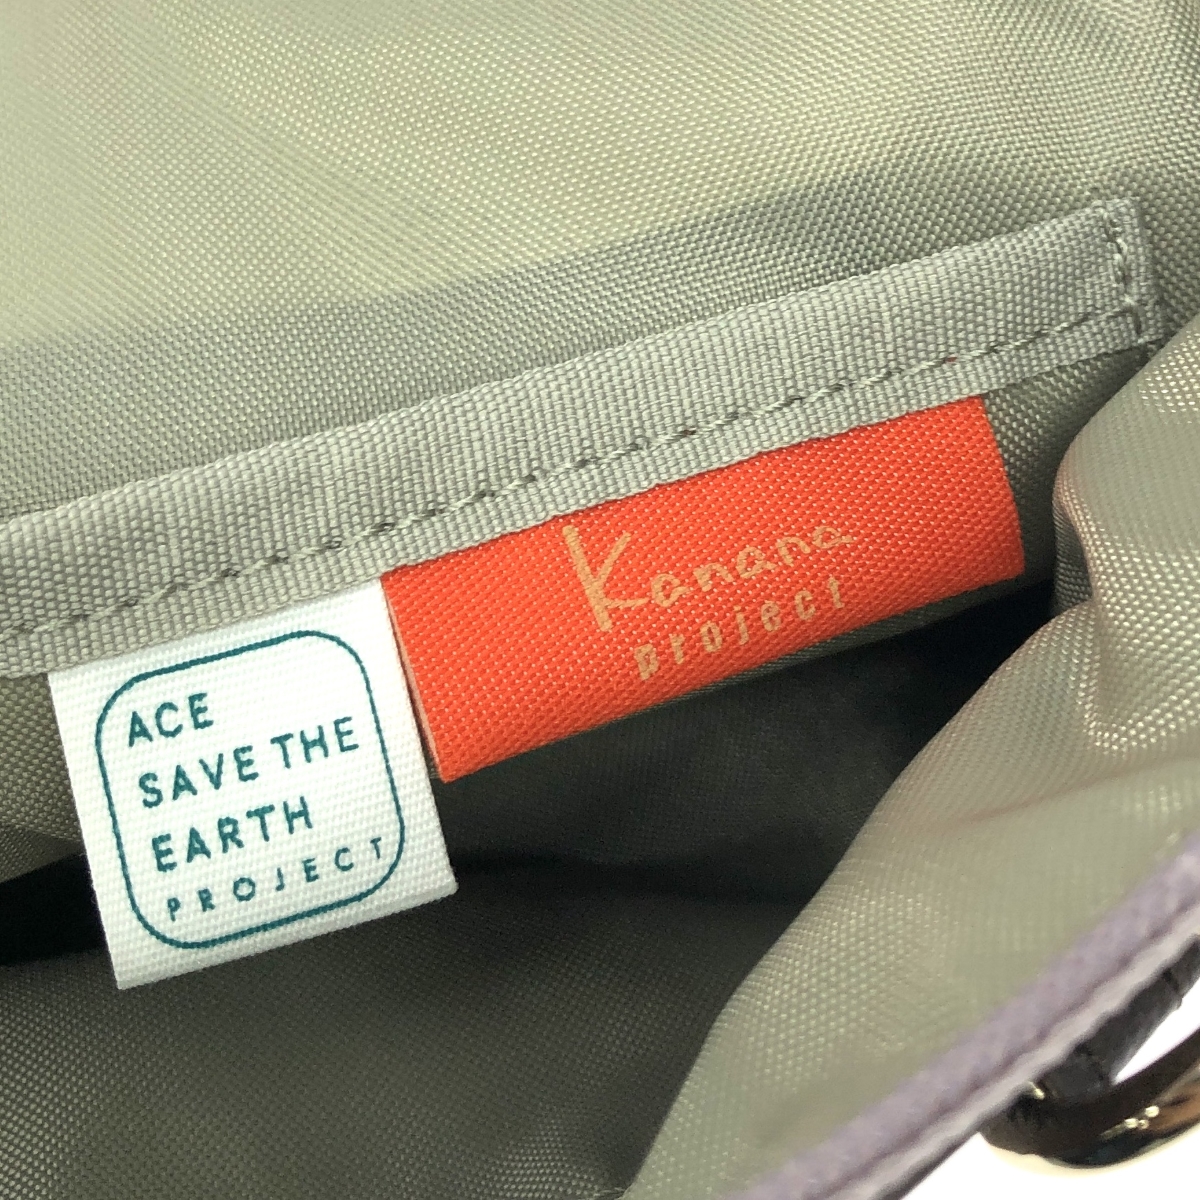 Kanana
project
ACE
SAVE THE
EARTH
PROJECT